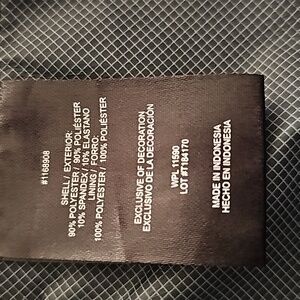 #1168908
SHELL / EXTERIOR:
90% POLYESTER / 90% POLIÉSTER
10% SPANDEX / 10% ELASTANO
LINING / FORRO:
100% POLYESTER / 100% POLIÉSTER
EXCLUSIVE OF DECORATION
EXCLUSIVO DE LA DECORACIÓN
WPL 11590
LOT #T184170
MADE IN INDONESIA
HECHO EN INDONESIA